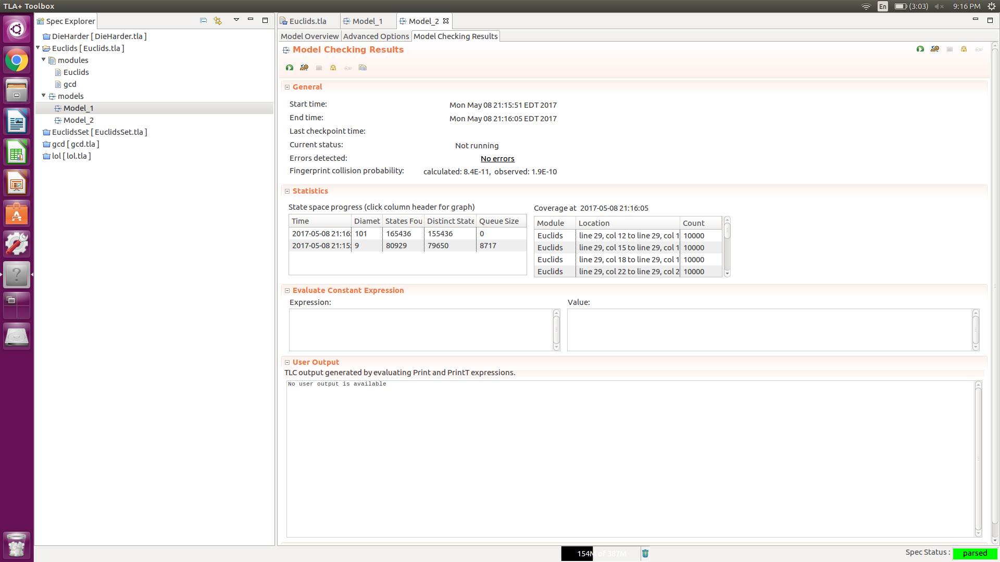 TLA+ Toolbox
En
(3:03)
9:16 PM
Spec Explorer
DieHarder [ DieHarder.tla ]
Euclids [ Euclids.tla ]
modules
Euclids
gcd
models
Model_1
Model_2
EuclidsSet [ EuclidsSet.tla ]
gcd [ gcd.tla ]
lol [ lol.tla ]
Euclids.tla
Model_1
Model_2
Model Overview
Advanced Options
Model Checking Results
Model Checking Results
General
Start time: Mon May 08 21:15:51 EDT 2017
End time: Mon May 08 21:16:05 EDT 2017
Last checkpoint time:
Current status: Not running
Errors detected: No errors
Fingerprint collision probability: calculated: 8.4E-11, observed: 1.9E-10
Statistics
State space progress (click column header for graph)
Time Diamet States Fou Distinct State Queue Size
2017-05-08 21:16: 101 165436 155436 0
2017-05-08 21:15: 9 80929 79650 8717
Coverage at 2017-05-08 21:16:05
Module Location Count
Euclids line 29, col 12 to line 29, col 1 10000
Euclids line 29, col 15 to line 29, col 1 10000
Euclids line 29, col 18 to line 29, col 1 10000
Euclids line 29, col 22 to line 29, col 2 10000
Evaluate Constant Expression
Expression:
Value:
User Output
TLC output generated by evaluating Print and PrintT expressions.
No user output is available
154M of 387M
Spec Status :
parsed